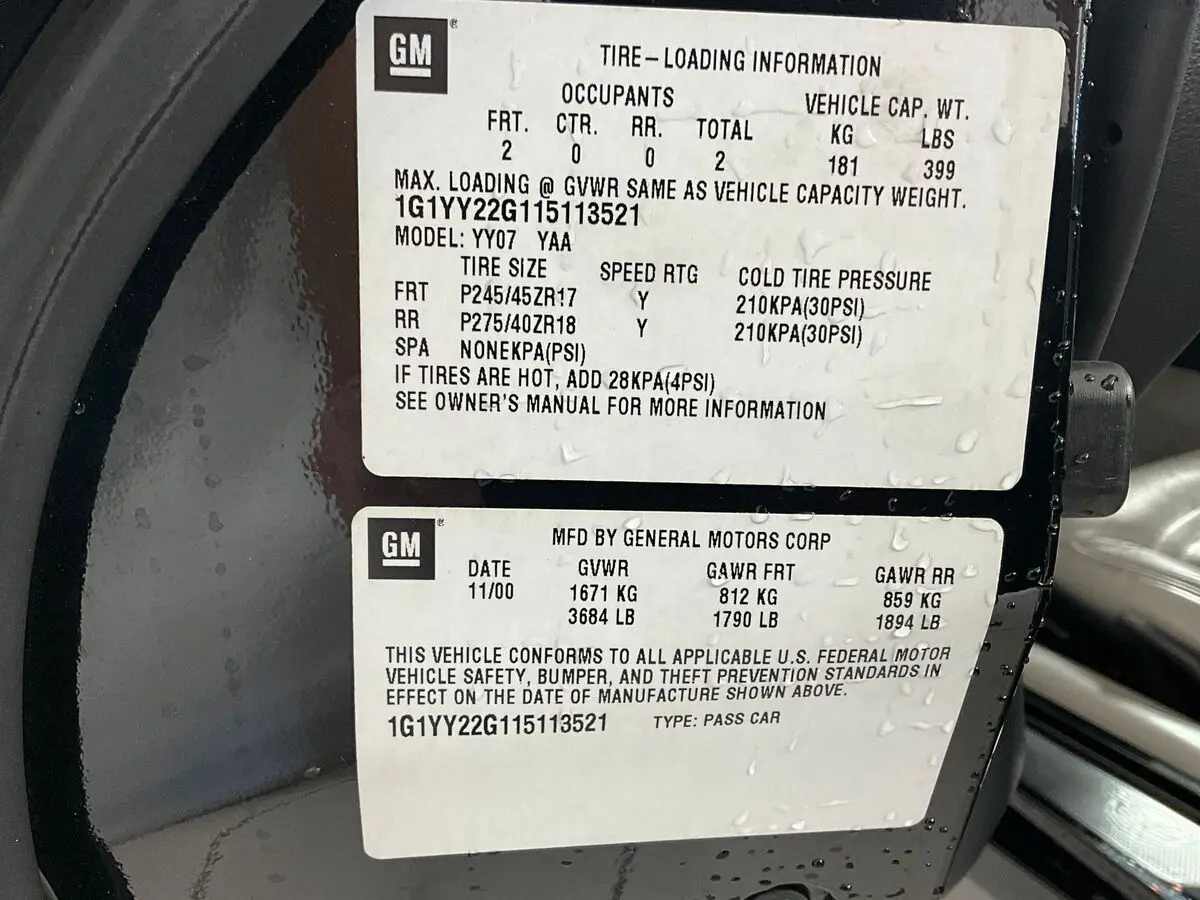 GM®
TIRE-LOADING INFORMATION
OCCUPANTS VEHICLE CAP. WT.
FRT. CTR. RR. TOTAL KG LBS
2 0 0 2 181 399
MAX. LOADING @ GVWR SAME AS VEHICLE CAPACITY WEIGHT.
1G1YY22G115113521
MODEL: YY07 YAA
TIRE SIZE SPEED RTG COLD TIRE PRESSURE
FRT P245/45ZR17 Y 210KPA(30PSI)
RR P275/40ZR18 Y 210KPA(30PSI)
SPA NONEKPA(PSI)
IF TIRES ARE HOT, ADD 28KPA(4PSI)
SEE OWNER'S MANUAL FOR MORE INFORMATION
GM®
MFD BY GENERAL MOTORS CORP
DATE GVWR GAWR FRT GAWR RR
11/00 1671 KG 812 KG 859 KG
3684 LB 1790 LB 1894 LB
THIS VEHICLE CONFORMS TO ALL APPLICABLE U.S. FEDERAL MOTOR
VEHICLE SAFETY, BUMPER, AND THEFT PREVENTION STANDARDS IN
EFFECT ON THE DATE OF MANUFACTURE SHOWN ABOVE.
1G1YY22G115113521 TYPE: PASS CAR